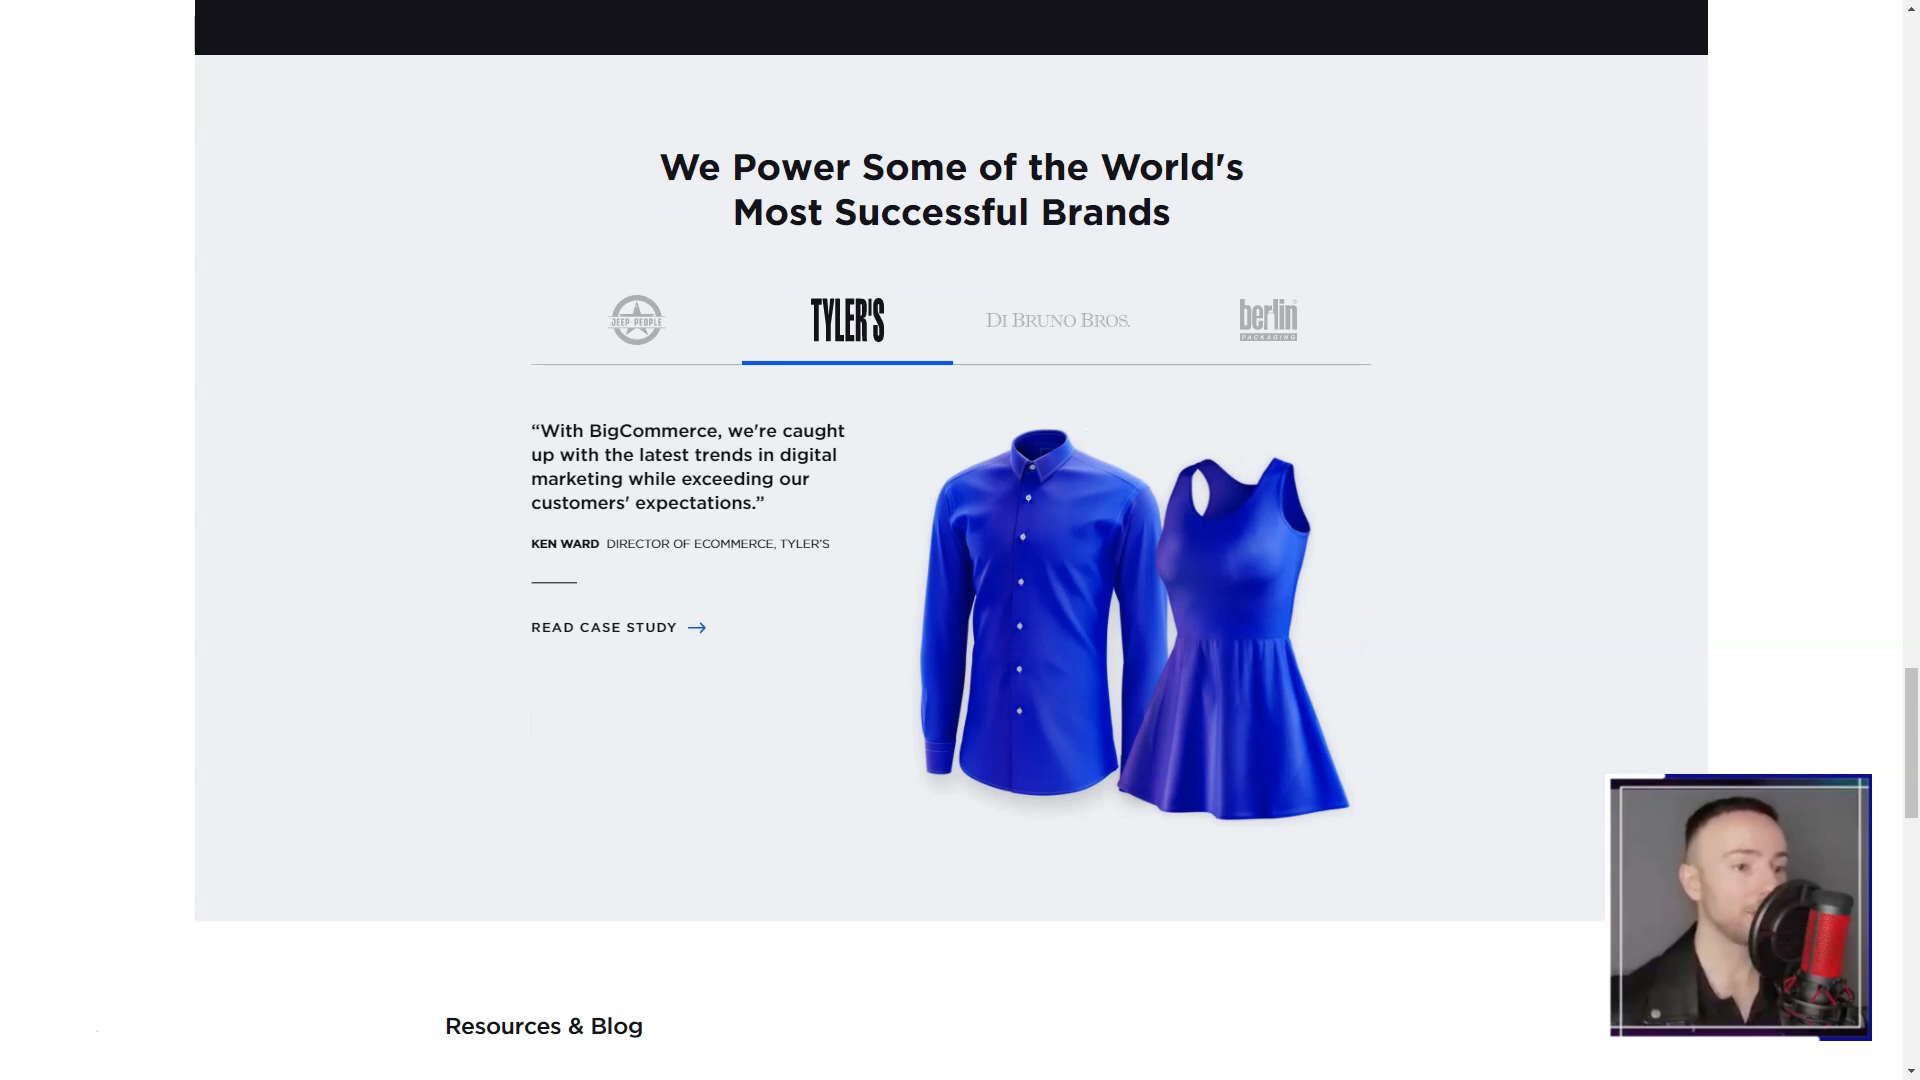 We Power Some of the World's
Most Successful Brands
JEEP PEOPLE
TYLER'S
DI BRUNO BROS.
berlin
PACKAGING
“With BigCommerce, we're caught
up with the latest trends in digital
marketing while exceeding our
customers' expectations.”
KEN WARD DIRECTOR OF ECOMMERCE, TYLER'S
READ CASE STUDY
Resources & Blog